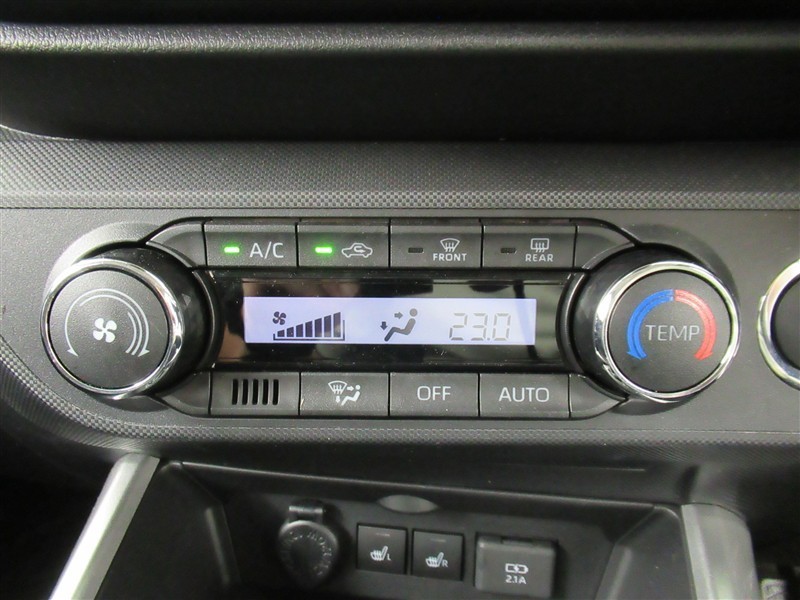 A/C
FRONT
REAR
23.0
TEMP
OFF
AUTO
L
R
2.1A